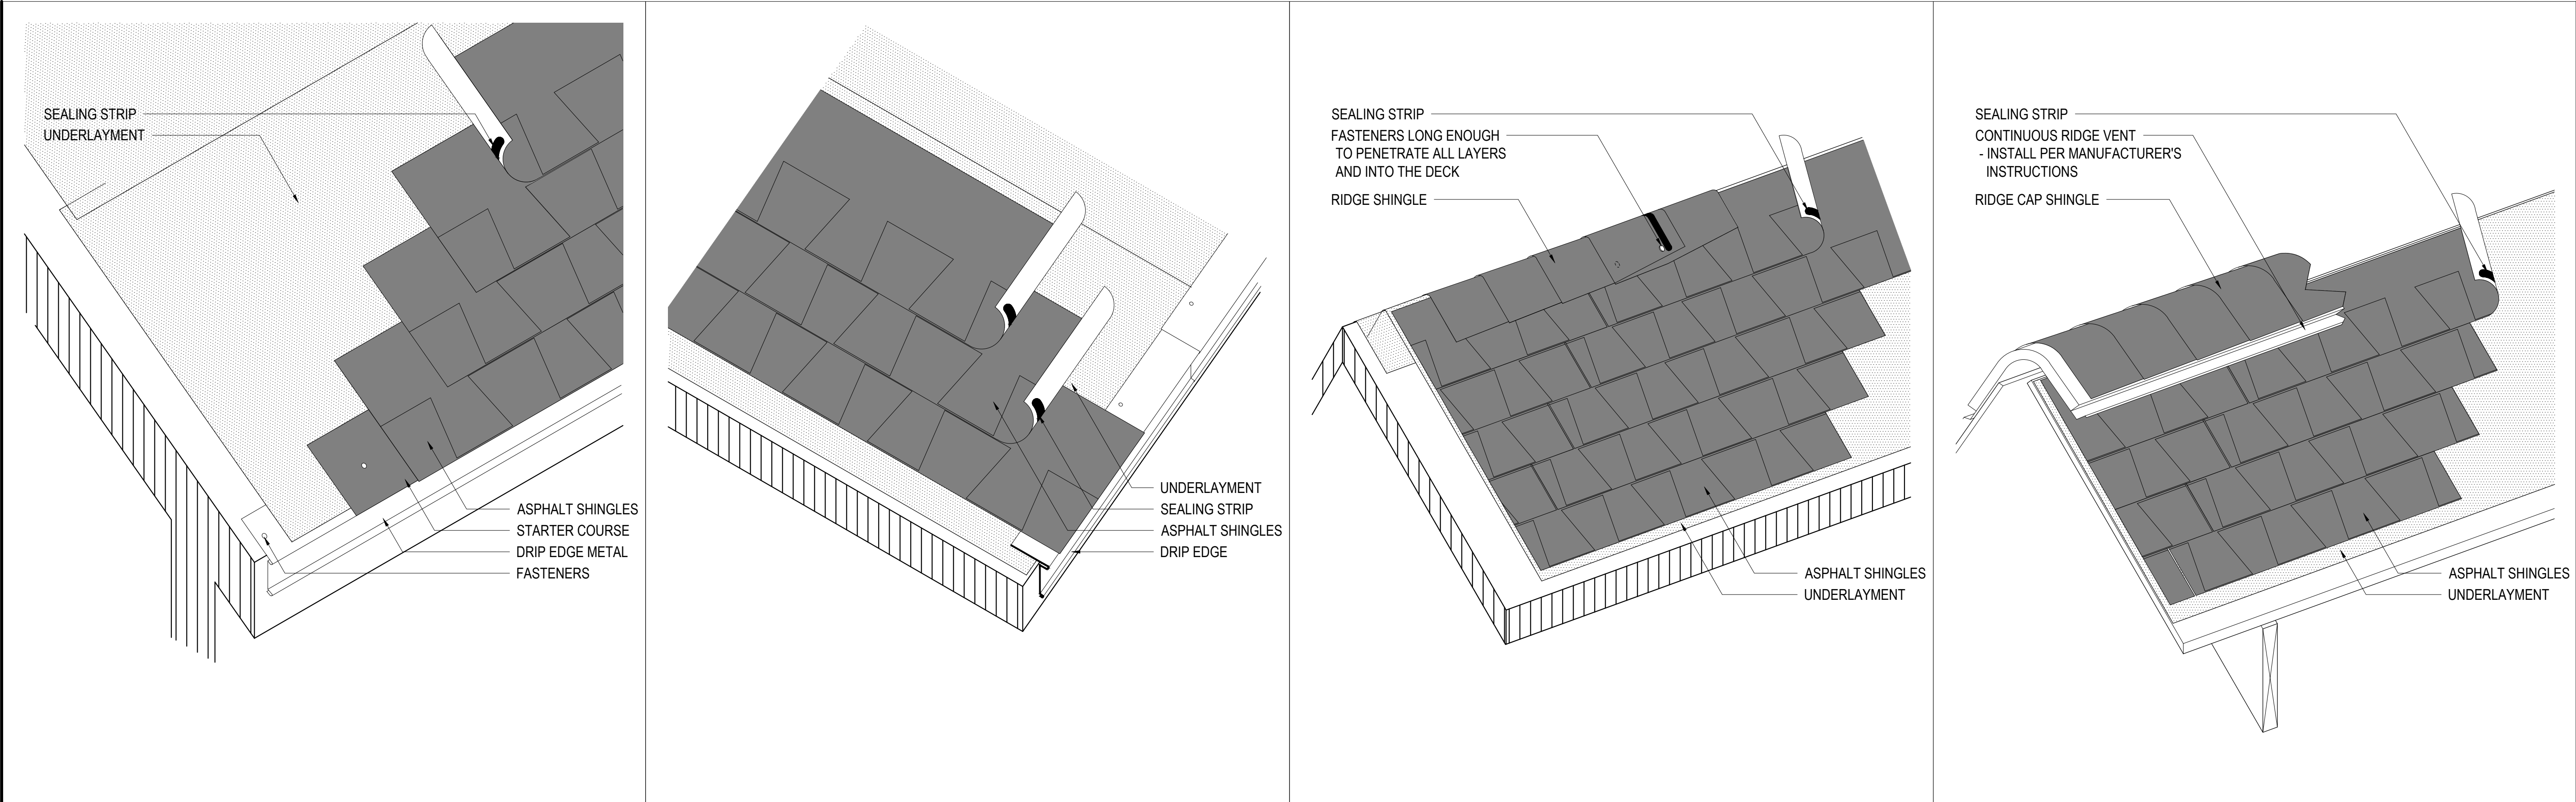 SEALING STRIP
UNDERLAYMENT
ASPHALT SHINGLES
STARTER COURSE
DRIP EDGE METAL
FASTENERS
UNDERLAYMENT
SEALING STRIP
ASPHALT SHINGLES
DRIP EDGE
SEALING STRIP
FASTENERS LONG ENOUGH
TO PENETRATE ALL LAYERS
AND INTO THE DECK
RIDGE SHINGLE
ASPHALT SHINGLES
UNDERLAYMENT
SEALING STRIP
CONTINUOUS RIDGE VENT
- INSTALL PER MANUFACTURER'S
INSTRUCTIONS
RIDGE CAP SHINGLE
ASPHALT SHINGLES
UNDERLAYMENT